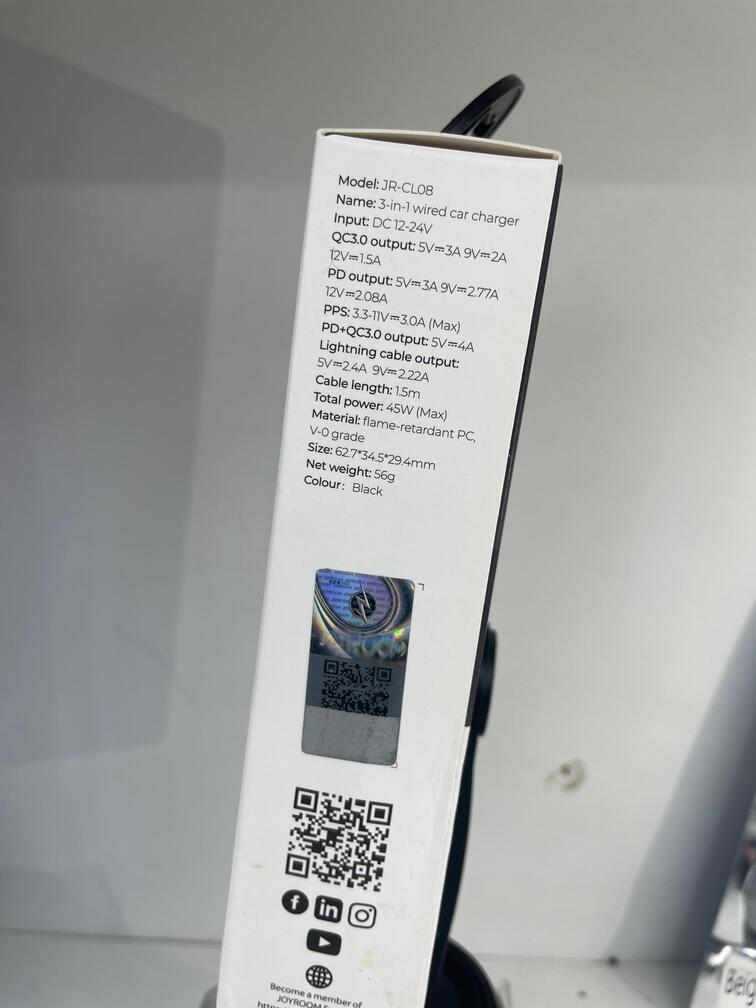 Model: JR-CL08
Name: 3-in-1 wired car charger
Input: DC 12-24V
QC3.0 output: 5V⎓3A 9V⎓2A
12V⎓1.5A
PD output: 5V⎓3A 9V⎓2.77A
12V⎓2.08A
PPS: 3.3-11V⎓3.0A (Max)
PD+QC3.0 output: 5V⎓4A
Lightning cable output:
5V⎓2.4A 9V⎓2.22A
Cable length: 1.5m
Total power: 45W (Max)
Material: flame-retardant PC,
V-0 grade
Size: 62.7*34.5*29.4mm
Net weight: 56g
Colour: Black
JOYROOM
Become a member of
JOYROOM